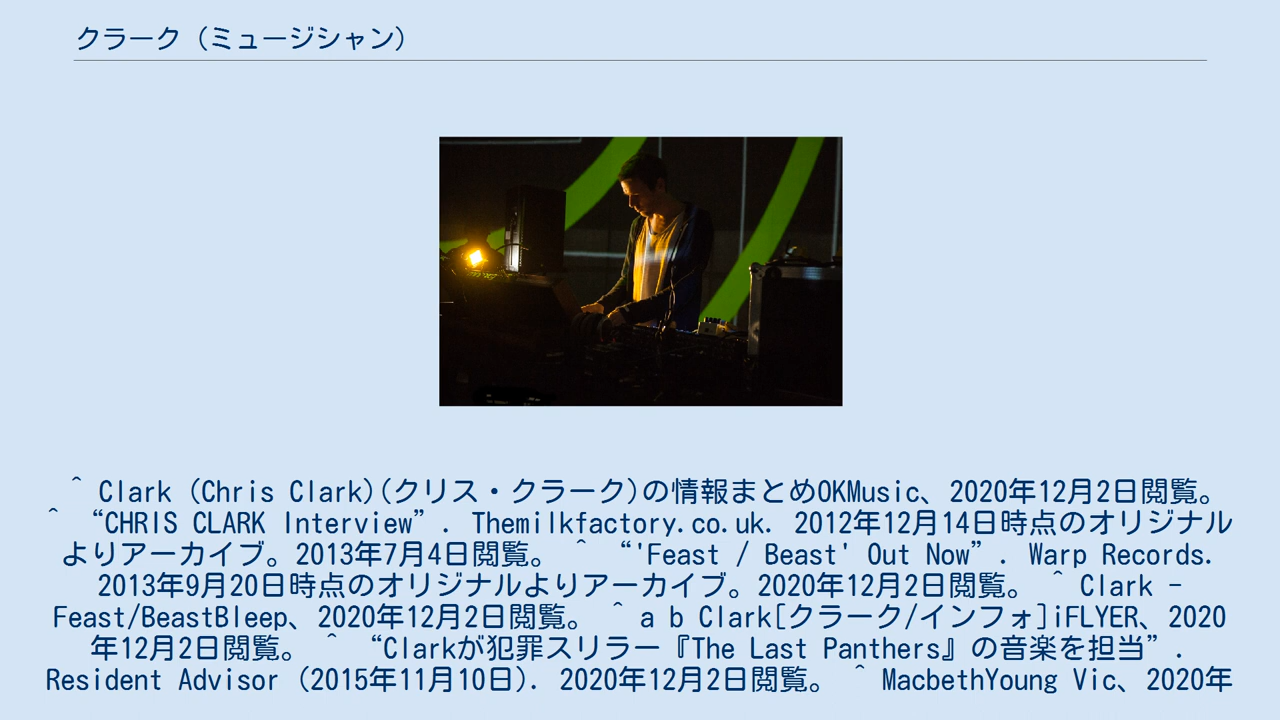 クラーク（ミュージシャン）
^ Clark (Chris Clark)(クリス・クラーク)の情報まとめOKMusic、2020年12月2日閲覧。
^ “CHRIS CLARK Interview”. Themilkfactory.co.uk. 2012年12月14日時点のオリジナル
よりアーカイブ。2013年7月4日閲覧。 ^ “'Feast / Beast' Out Now”. Warp Records.
2013年9月20日時点のオリジナルよりアーカイブ。2020年12月2日閲覧。 ^ Clark –
Feast/BeastBleep、2020年12月2日閲覧。 ^ a b Clark[クラーク/インフォ]iFLYER、2020
年12月2日閲覧。 ^ “Clarkが犯罪スリラー『The Last Panthers』の音楽を担当”.
Resident Advisor (2015年11月10日). 2020年12月2日閲覧。 ^ MacbethYoung Vic、2020年